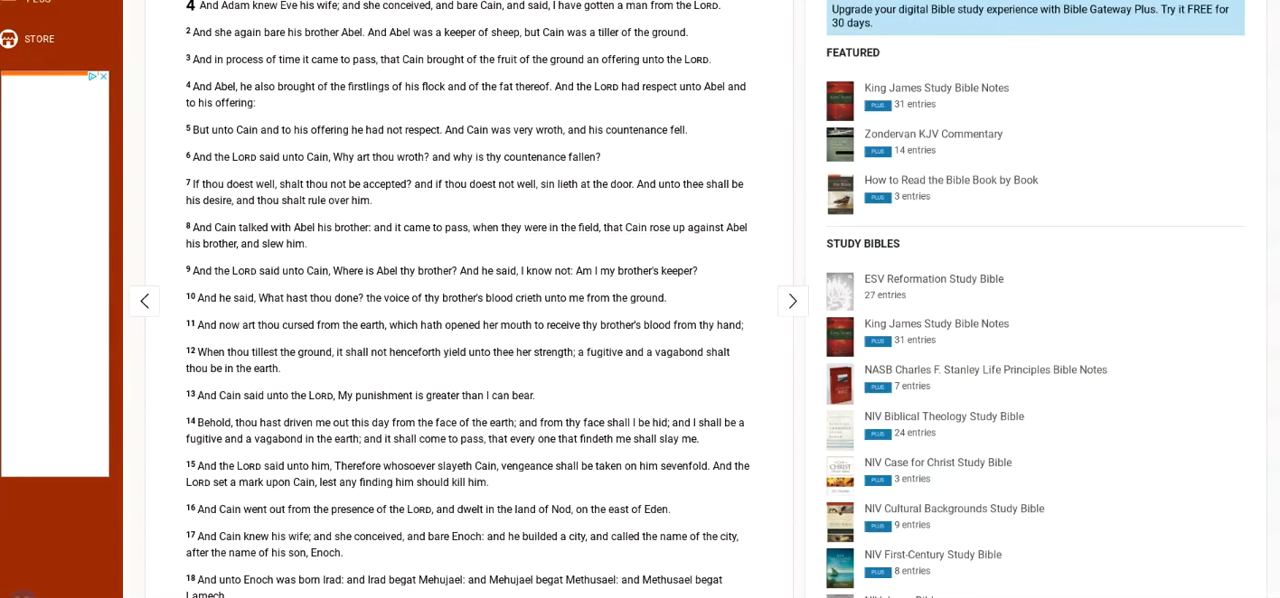 STORE
4 And Adam knew Eve his wife; and she conceived, and bare Cain, and said, I have gotten a man from the LORD.
2 And she again bare his brother Abel. And Abel was a keeper of sheep, but Cain was a tiller of the ground.
3 And in process of time it came to pass, that Cain brought of the fruit of the ground an offering unto the LORD.
4 And Abel, he also brought of the firstlings of his flock and of the fat thereof. And the LORD had respect unto Abel and
to his offering:
5 But unto Cain and to his offering he had not respect. And Cain was very wroth, and his countenance fell.
6 And the LORD said unto Cain, Why art thou wroth? and why is thy countenance fallen?
7 If thou doest well, shalt thou not be accepted? and if thou doest not well, sin lieth at the door. And unto thee shall be
his desire, and thou shalt rule over him.
8 And Cain talked with Abel his brother: and it came to pass, when they were in the field, that Cain rose up against Abel
his brother, and slew him.
9 And the LORD said unto Cain, Where is Abel thy brother? And he said, I know not: Am I my brother's keeper?
10 And he said, What hast thou done? the voice of thy brother's blood crieth unto me from the ground.
11 And now art thou cursed from the earth, which hath opened her mouth to receive thy brother's blood from thy hand;
12 When thou tillest the ground, it shall not henceforth yield unto thee her strength; a fugitive and a vagabond shalt
thou be in the earth.
13 And Cain said unto the LORD, My punishment is greater than I can bear.
14 Behold, thou hast driven me out this day from the face of the earth; and from thy face shall I be hid; and I shall be a
fugitive and a vagabond in the earth; and it shall come to pass, that every one that findeth me shall slay me.
15 And the LORD said unto him, Therefore whosoever slayeth Cain, vengeance shall be taken on him sevenfold. And the
LORD set a mark upon Cain, lest any finding him should kill him.
16 And Cain went out from the presence of the LORD, and dwelt in the land of Nod, on the east of Eden.
17 And Cain knew his wife; and she conceived, and bare Enoch: and he builded a city, and called the name of the city,
after the name of his son, Enoch.
18 And unto Enoch was born Irad: and Irad begat Mehujael: and Mehujael begat Methusael: and Methusael begat
Lamech.
Upgrade your digital Bible study experience with Bible Gateway Plus. Try it FREE for
30 days.
FEATURED
King James Study Bible Notes
PLUS 31 entries
Zondervan KJV Commentary
PLUS 14 entries
How to Read the Bible Book by Book
PLUS 3 entries
STUDY BIBLES
ESV Reformation Study Bible
27 entries
King James Study Bible Notes
PLUS 31 entries
NASB Charles F. Stanley Life Principles Bible Notes
PLUS 7 entries
NIV Biblical Theology Study Bible
PLUS 24 entries
NIV Case for Christ Study Bible
PLUS 3 entries
NIV Cultural Backgrounds Study Bible
PLUS 9 entries
NIV First-Century Study Bible
PLUS 8 entries